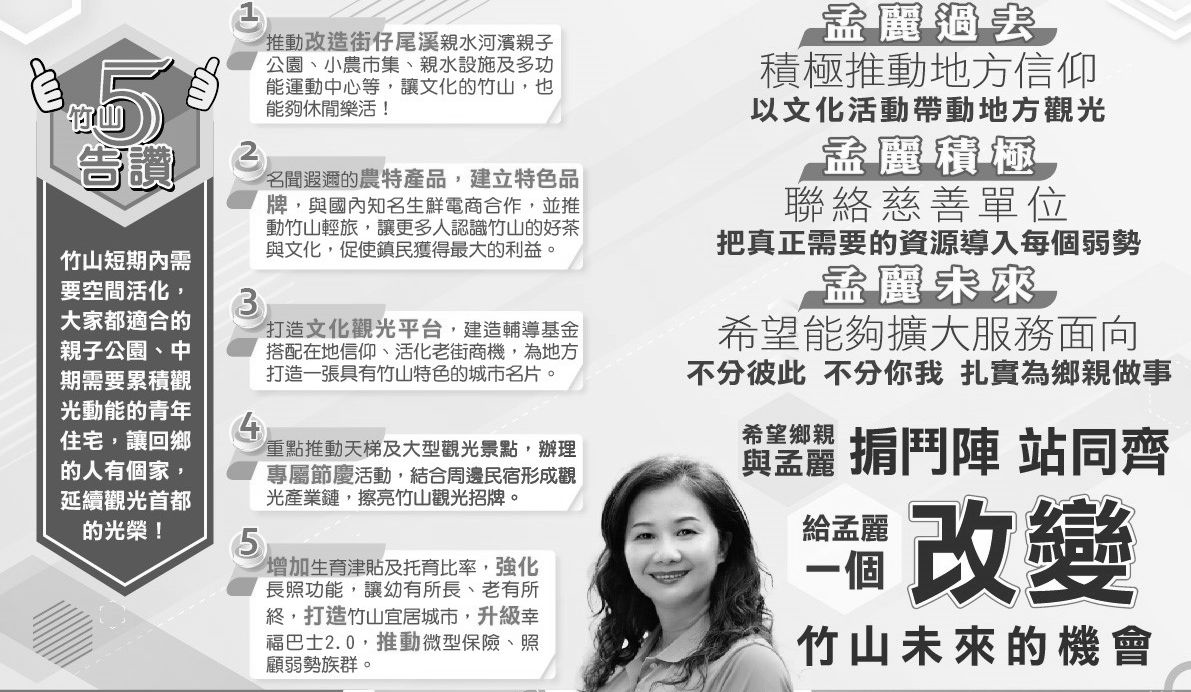 竹山
5
告讚
竹山短期內需
要空間活化，
大家都適合的
親子公園、中
期需要累積觀
光動能的青年
住宅，讓回鄉
的人有個家，
延續觀光首都
的光榮！
1
推動改造街仔尾溪親水河濱親子
公園、小農市集、親水設施及多功
能運動中心等，讓文化的竹山，也
能夠休閒樂活！
2
名聞遐邇的農特產品，建立特色品
牌，與國內知名生鮮電商合作，並推
動竹山輕旅，讓更多人認識竹山的好茶
與文化，促使鎮民獲得最大的利益。
3
打造文化觀光平台，建造輔導基金
搭配在地信仰、活化老街商機，為地方
打造一張具有竹山特色的城市名片。
4
重點推動天梯及大型觀光景點，辦理
專屬節慶活動，結合周邊民宿形成觀
光產業鏈，擦亮竹山觀光招牌。
5
增加生育津貼及托育比率，強化
長照功能，讓幼有所長、老有所
終，打造竹山宜居城市，升級幸
福巴士2.0，推動微型保險、照
顧弱勢族群。
孟麗過去
積極推動地方信仰
以文化活動帶動地方觀光
孟麗積極
聯絡慈善單位
把真正需要的資源導入每個弱勢
孟麗未來
希望能夠擴大服務面向
不分彼此 不分你我 扎實為鄉親做事
希望鄉親
與孟麗 掮鬥陣 站同齊
給孟麗
一個 改變
竹山未來的機會